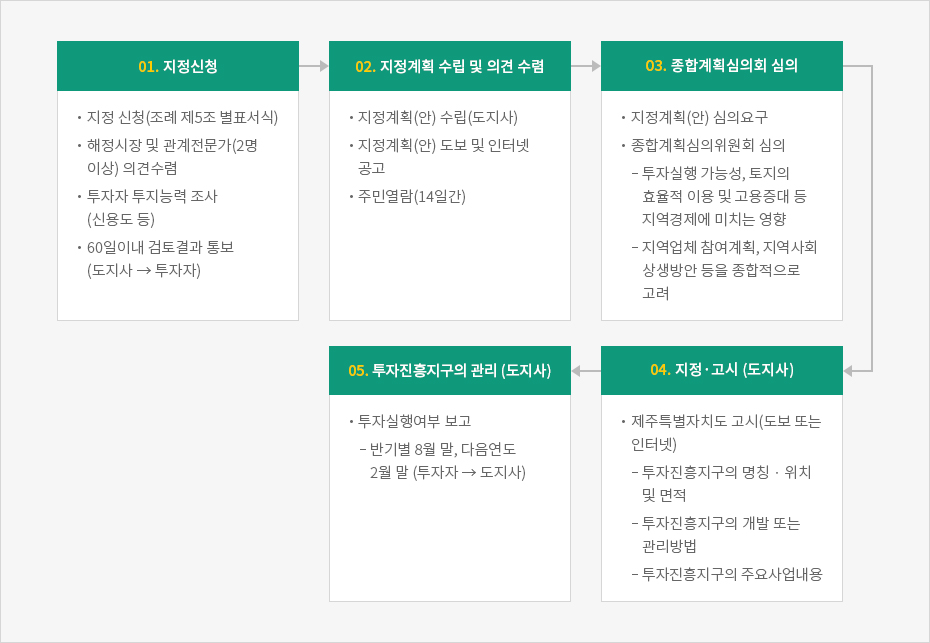 01. 지정신청
· 지정 신청(조례 제5조 별표서식)
· 해정시장 및 관계전문가(2명
이상) 의견수렴
· 투자자 투지능력 조사
(신용도 등)
· 60일이내 검토결과 통보
(도지사 → 투자자)
02. 지정계획 수립 및 의견 수렴
· 지정계획(안) 수립(도지사)
· 지정계획(안) 도보 및 인터넷
공고
· 주민열람(14일간)
03. 종합계획심의회 심의
· 지정계획(안) 심의요구
· 종합계획심의위원회 심의
– 투자실행 가능성, 토지의
효율적 이용 및 고용증대 등
지역경제에 미치는 영향
– 지역업체 참여계획, 지역사회
상생방안 등을 종합적으로
고려
04. 지정·고시 (도지사)
· 제주특별자치도 고시(도보 또는
인터넷)
– 투자진흥지구의 명칭 · 위치
및 면적
– 투자진흥지구의 개발 또는
관리방법
– 투자진흥지구의 주요사업내용
05. 투자진흥지구의 관리 (도지사)
· 투자실행여부 보고
– 반기별 8월 말, 다음연도
2월 말 (투자자 → 도지사)